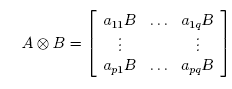 A ⊗ B = [ a₁₁B … a₁qB
⋮ ⋮
aₚ₁B … aₚqB ]